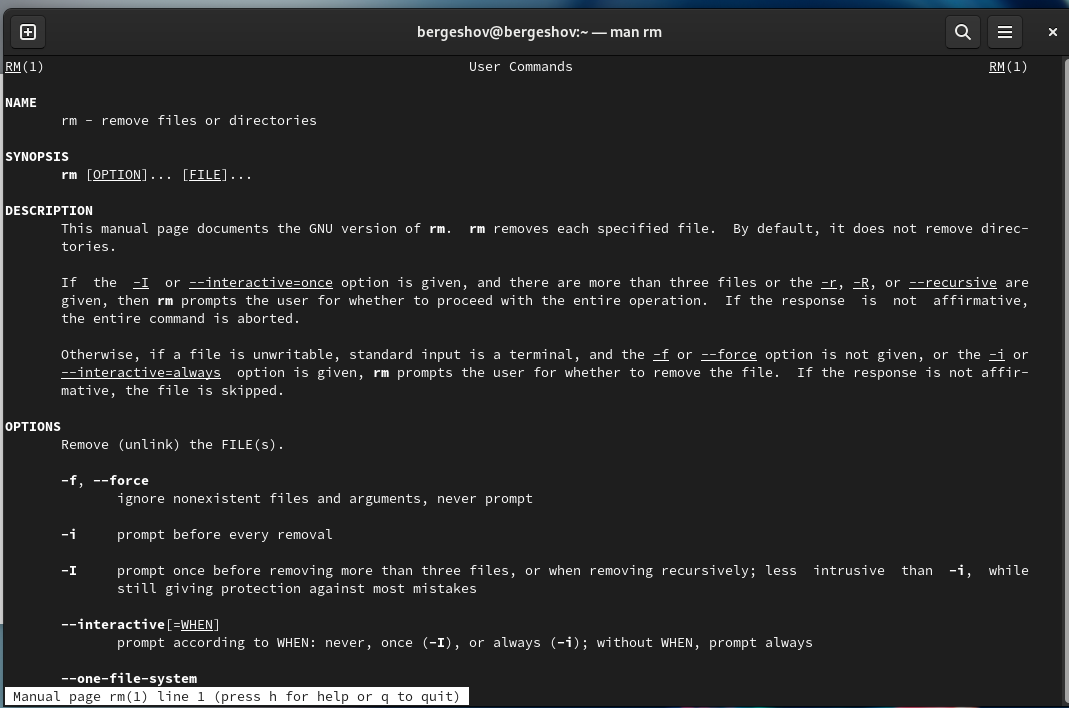 bergeshov@bergeshov:~ — man rm
RM(1) User Commands RM(1)
NAME
rm - remove files or directories
SYNOPSIS
rm [OPTION]... [FILE]...
DESCRIPTION
This manual page documents the GNU version of rm.  rm removes each specified file.  By default, it does not remove direc-
tories.
If  the  -I  or --interactive=once option is given, and there are more than three files or the -r, -R, or --recursive are
given, then rm prompts the user for whether to proceed with the entire operation.  If the response  is  not  affirmative,
the entire command is aborted.
Otherwise, if a file is unwritable, standard input is a terminal, and the -f or --force option is not given, or the -i or
--interactive=always  option is given, rm prompts the user for whether to remove the file.  If the response is not affir-
mative, the file is skipped.
OPTIONS
Remove (unlink) the FILE(s).
-f, --force
ignore nonexistent files and arguments, never prompt
-i     prompt before every removal
-I     prompt once before removing more than three files, or when removing recursively; less  intrusive  than  -i,  while
still giving protection against most mistakes
--interactive[=WHEN]
prompt according to WHEN: never, once (-I), or always (-i); without WHEN, prompt always
--one-file-system
Manual page rm(1) line 1 (press h for help or q to quit)